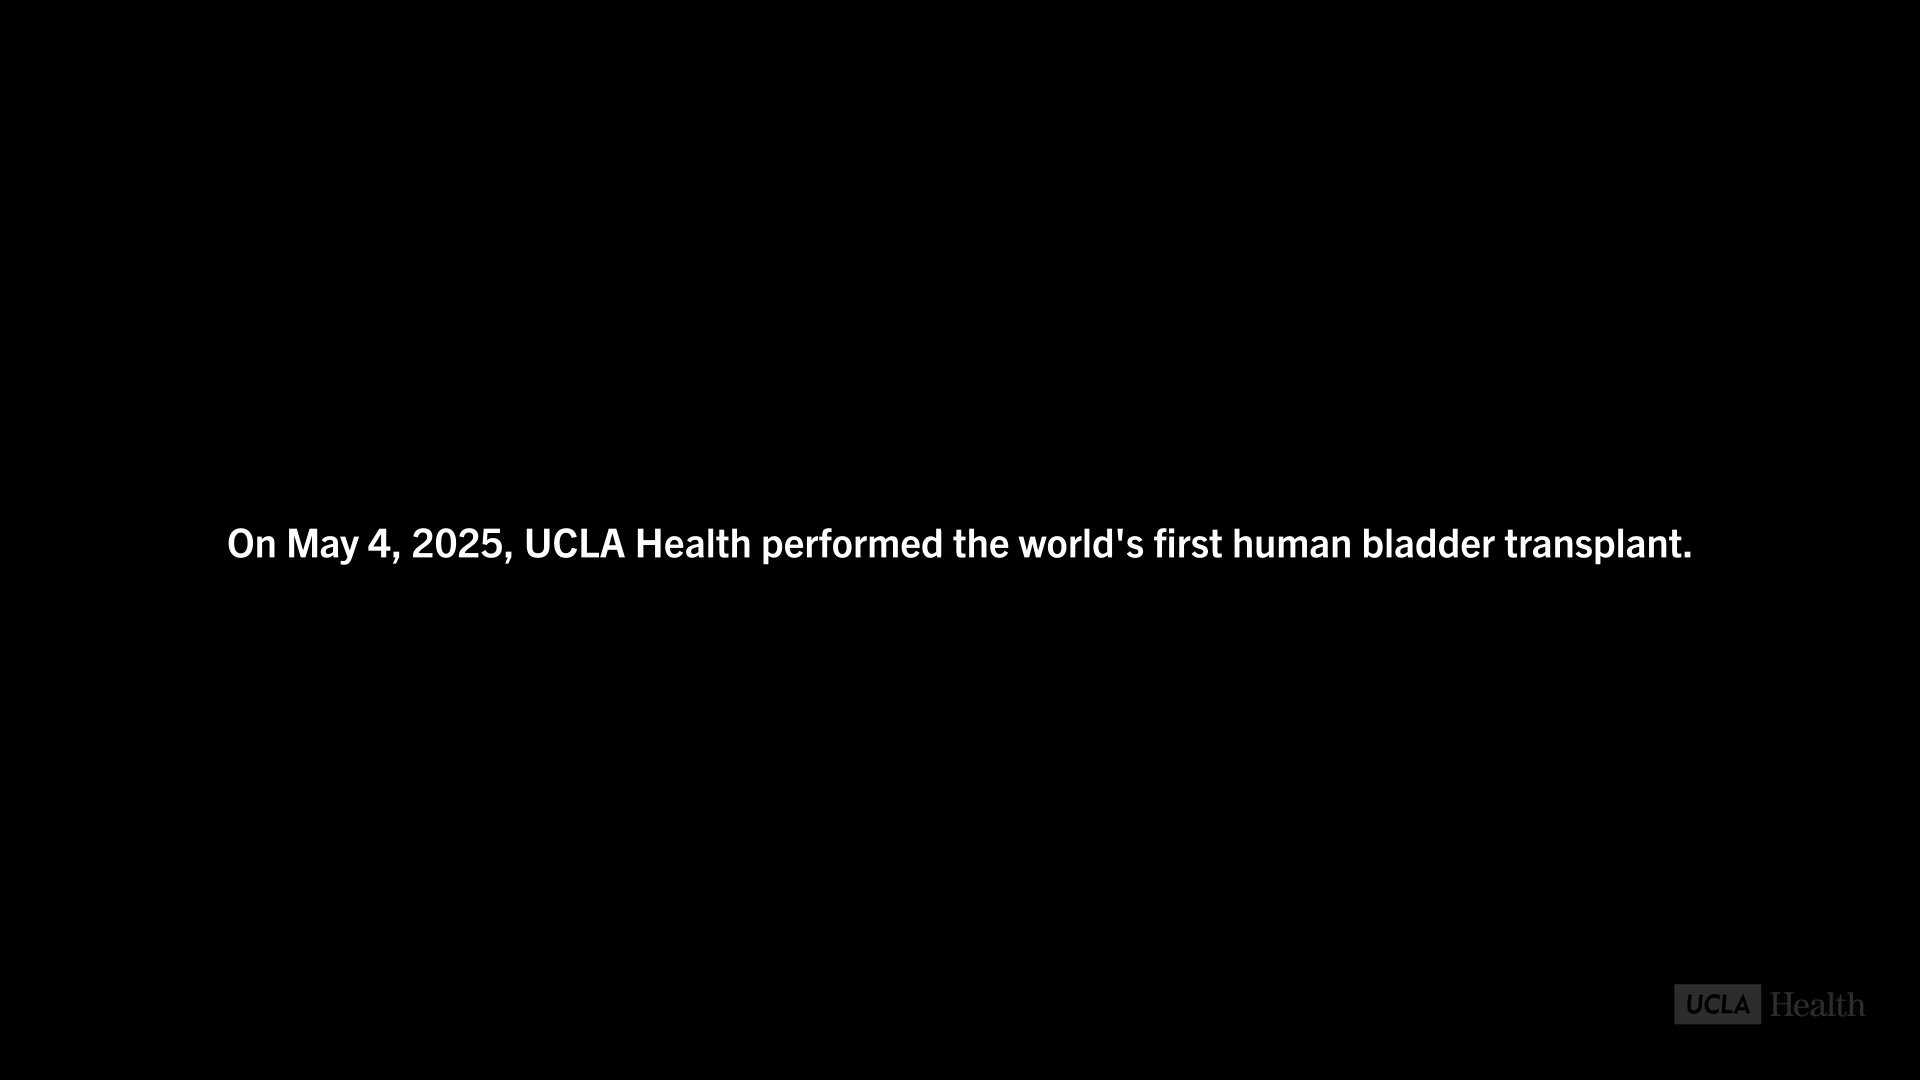 On May 4, 2025, UCLA Health performed the world's first human bladder transplant.
UCLA Health